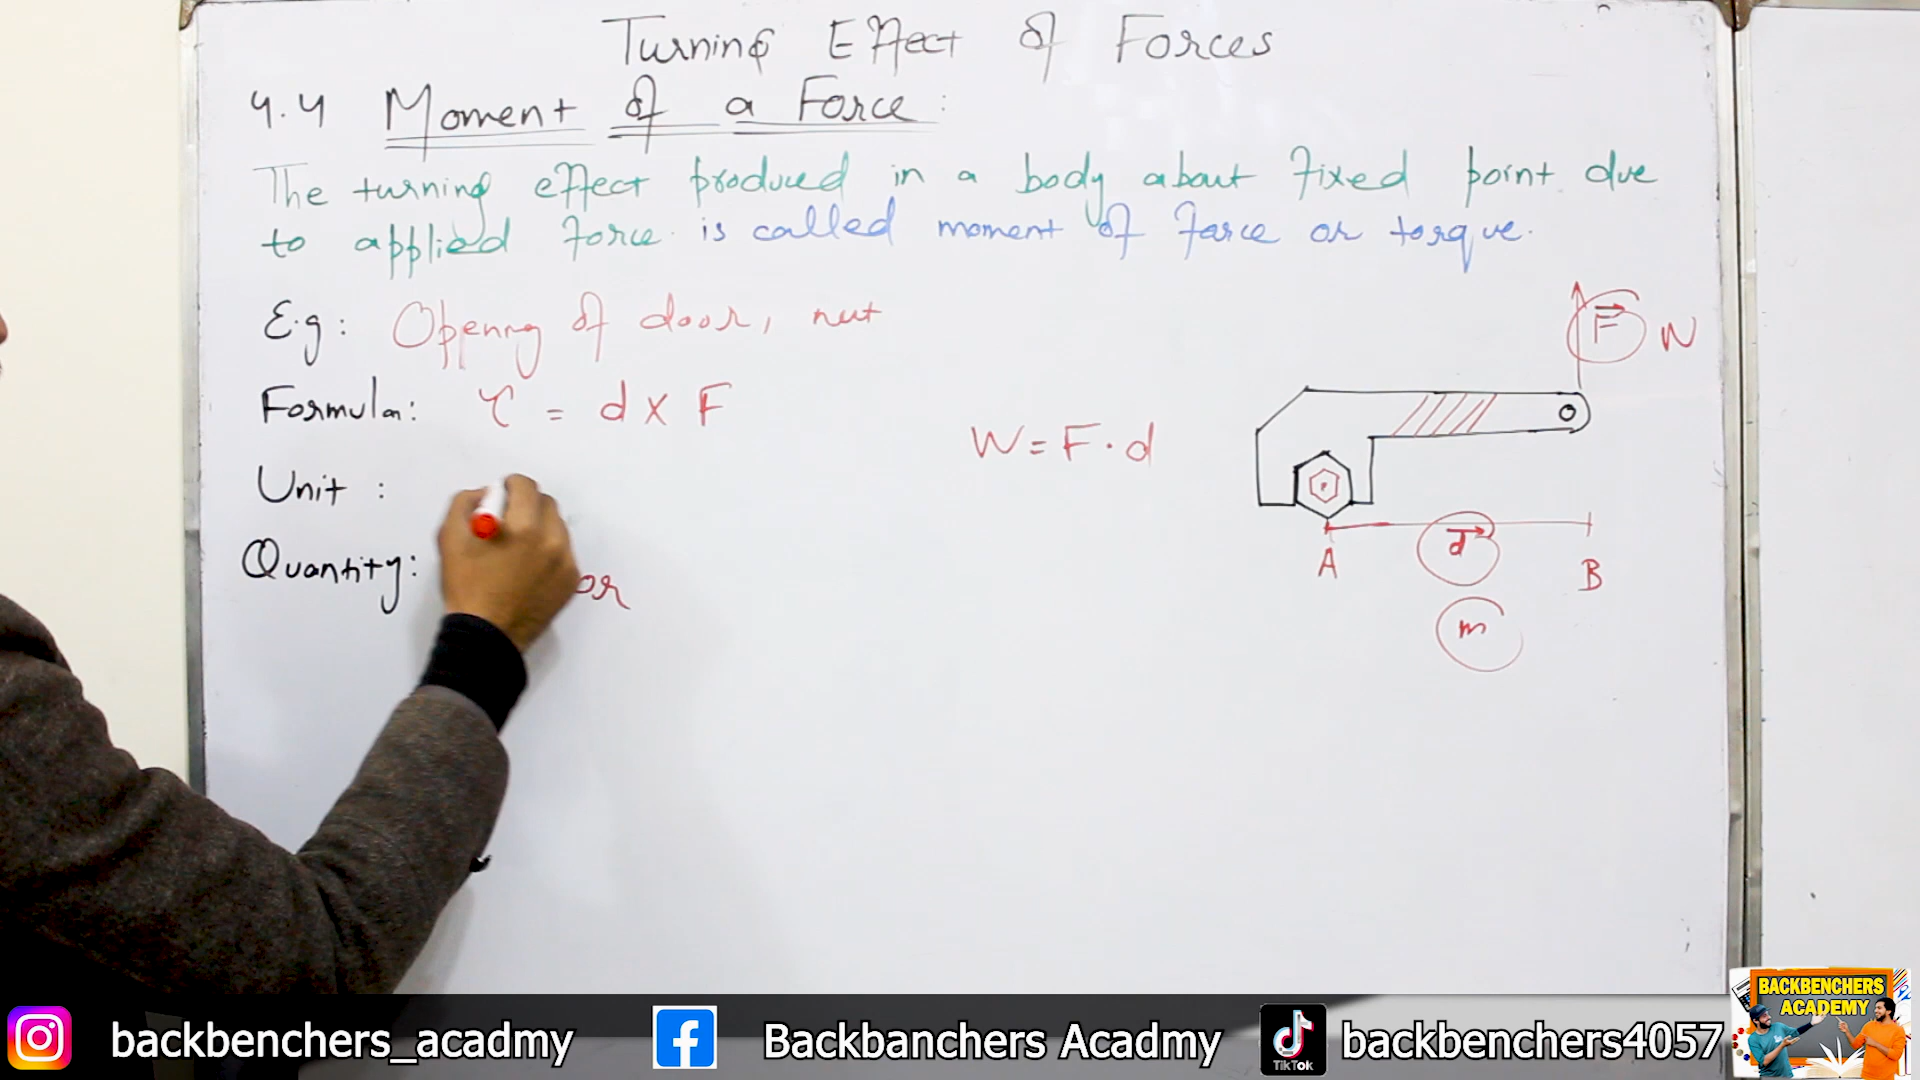 Turning Effect of Forces
4.4 Moment of a Force:
The turning effect produced in a body about fixed point due
to applied force is called moment of force or torque.
E.g: Opening of door, nut
Formula: τ = d x F
W = F · d
Unit :
Quantity: or
F N
d
A
B
m
BACKBENCHERS
ACADEMY
backbenchers_acadmy
Backbanchers Acadmy
TikTok
backbenchers4057